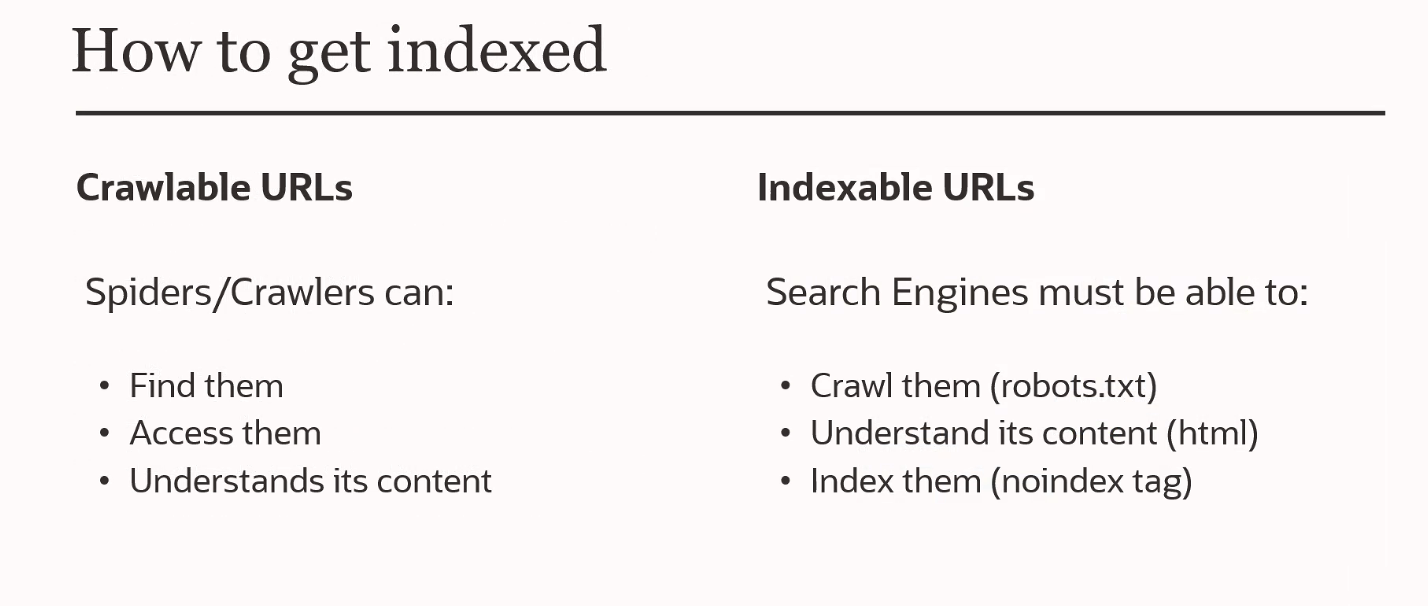 How to get indexed
Crawlable URLs
Spiders/Crawlers can:
• Find them
• Access them
• Understands its content
Indexable URLs
Search Engines must be able to:
• Crawl them (robots.txt)
• Understand its content (html)
• Index them (noindex tag)